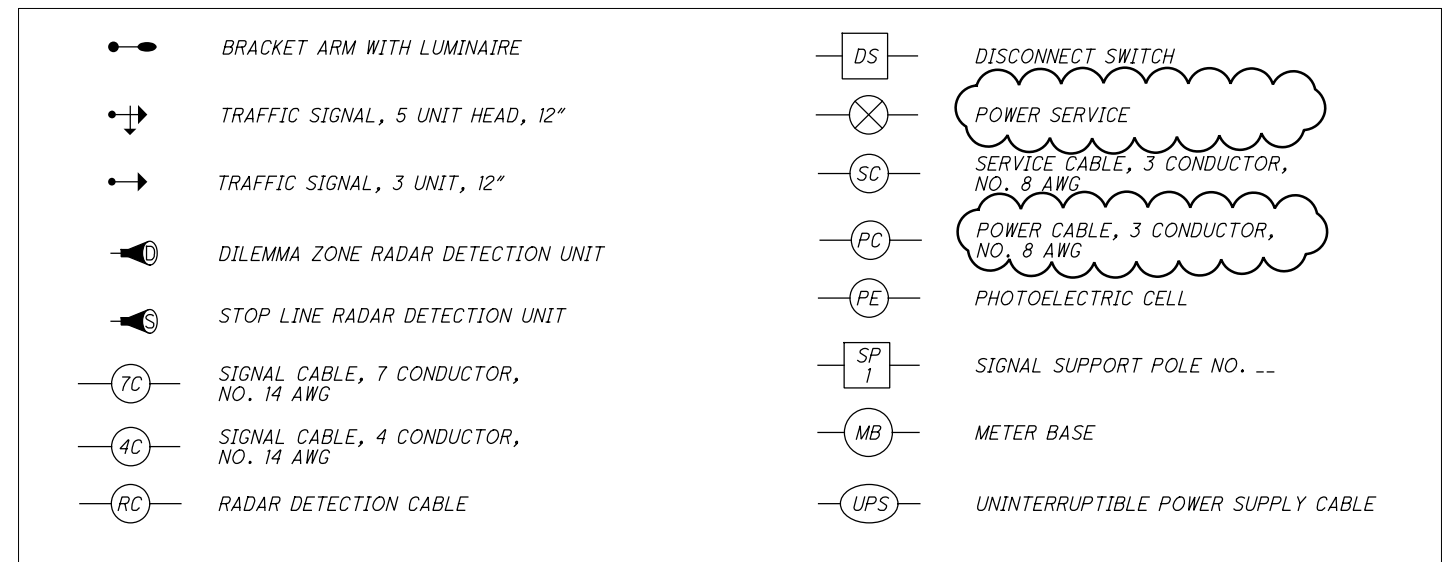 BRACKET ARM WITH LUMINAIRE
TRAFFIC SIGNAL, 5 UNIT HEAD, 12"
TRAFFIC SIGNAL, 3 UNIT, 12"
D DILEMMA ZONE RADAR DETECTION UNIT
S STOP LINE RADAR DETECTION UNIT
7C SIGNAL CABLE, 7 CONDUCTOR,
NO. 14 AWG
4C SIGNAL CABLE, 4 CONDUCTOR,
NO. 14 AWG
RC RADAR DETECTION CABLE
DS DISCONNECT SWITCH
POWER SERVICE
SC SERVICE CABLE, 3 CONDUCTOR,
NO. 8 AWG
PC POWER CABLE, 3 CONDUCTOR,
NO. 8 AWG
PE PHOTOELECTRIC CELL
SP
1 SIGNAL SUPPORT POLE NO. __
MB METER BASE
UPS UNINTERRUPTIBLE POWER SUPPLY CABLE